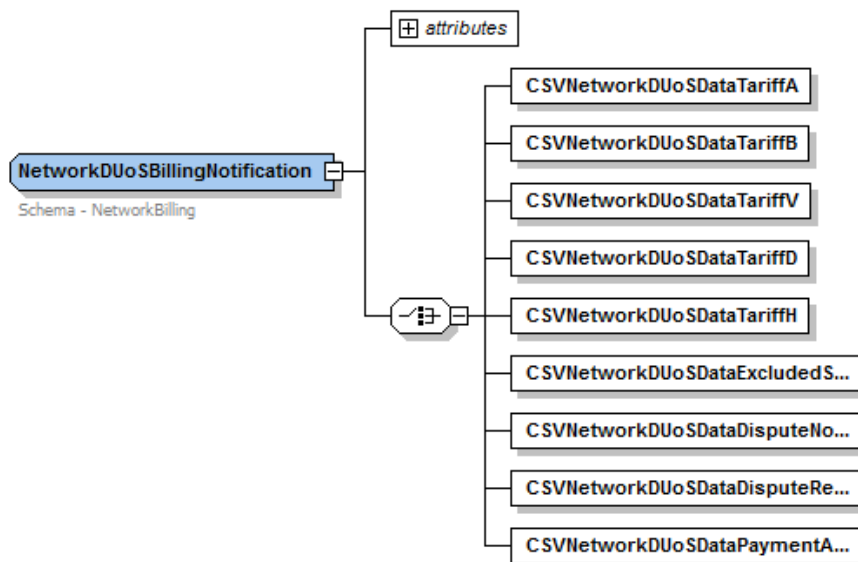 attributes
CSVNetworkDUoSDataTariffA
CSVNetworkDUoSDataTariffB
NetworkDUoSBillingNotification
CSVNetworkDUoSDataTariffV
Schema - NetworkBilling
CSVNetworkDUoSDataTariffD
CSVNetworkDUoSDataTariffH
CSVNetworkDUoSDataExcludedS...
CSVNetworkDUoSDataDisputeNo...
CSVNetworkDUoSDataDisputeRe...
CSVNetworkDUoSDataPaymentA...